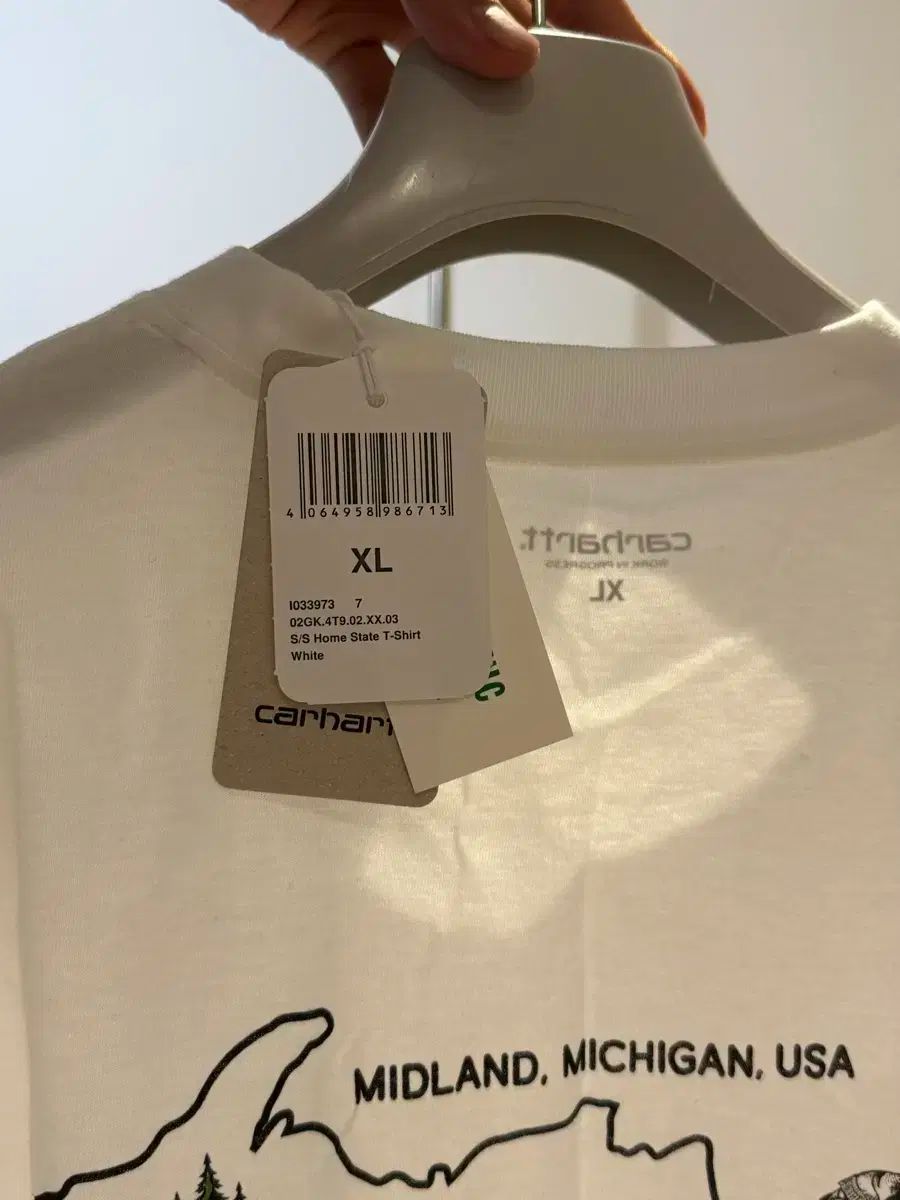 4 064958 986713
XL
I033973 7
02GK.4T9.02.XX.03
S/S Home State T-Shirt
White
carhart
carhartt.
WORK IN PROGRESS
XL
MIDLAND, MICHIGAN, USA